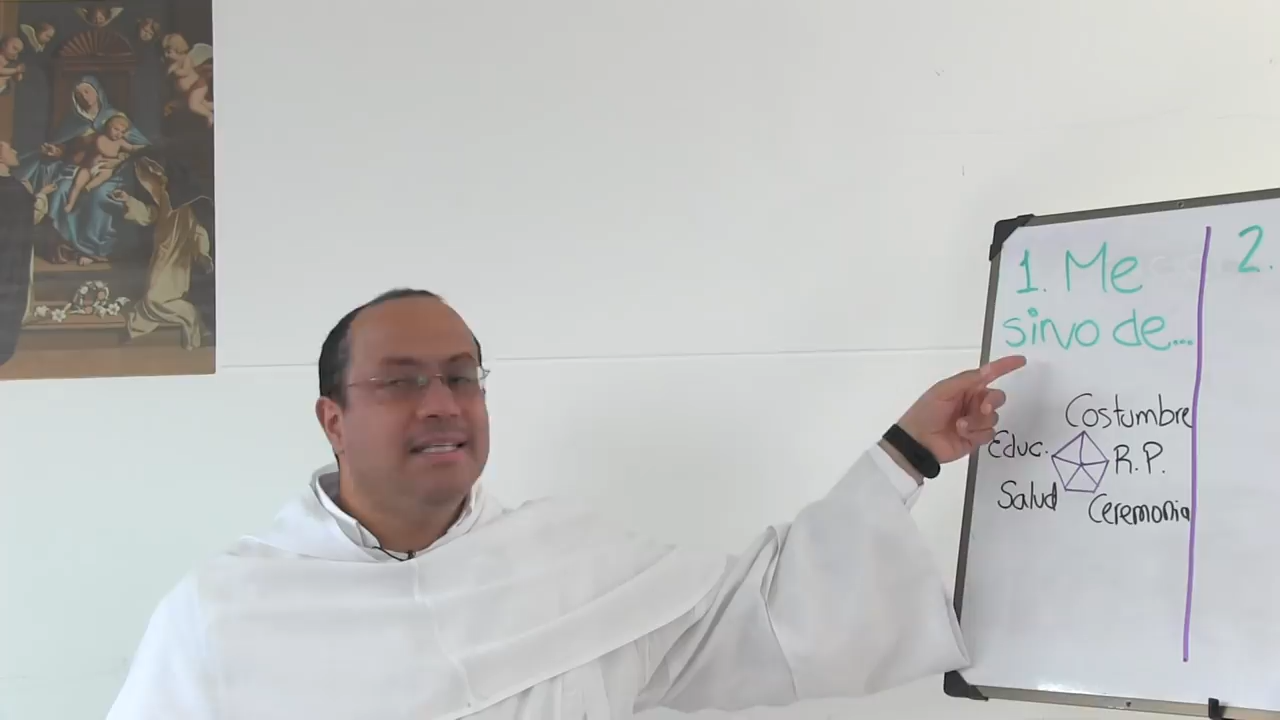 1. Me
sirvo de...
Costumbre
Educ.
R.P.
Salud
Ceremonia
2.